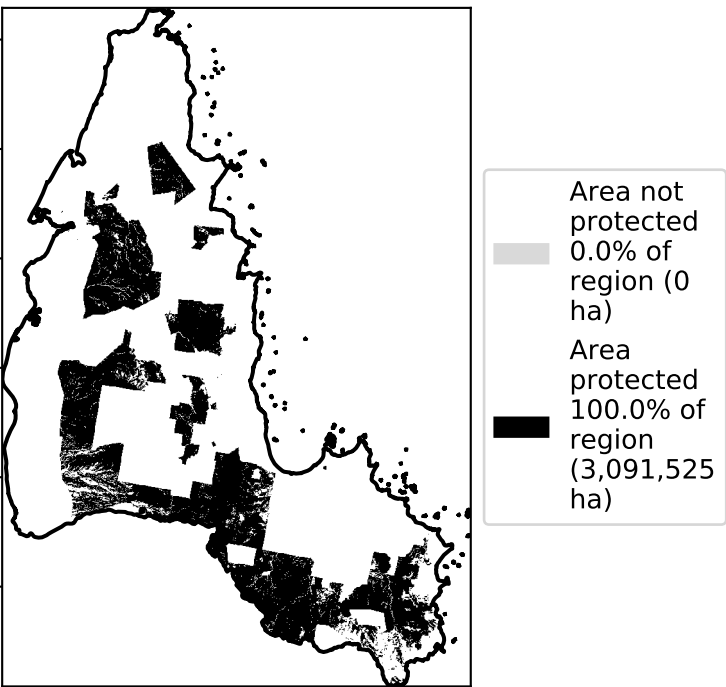 Area not
protected
0.0% of
region (0
ha)
Area
protected
100.0% of
region
(3,091,525
ha)